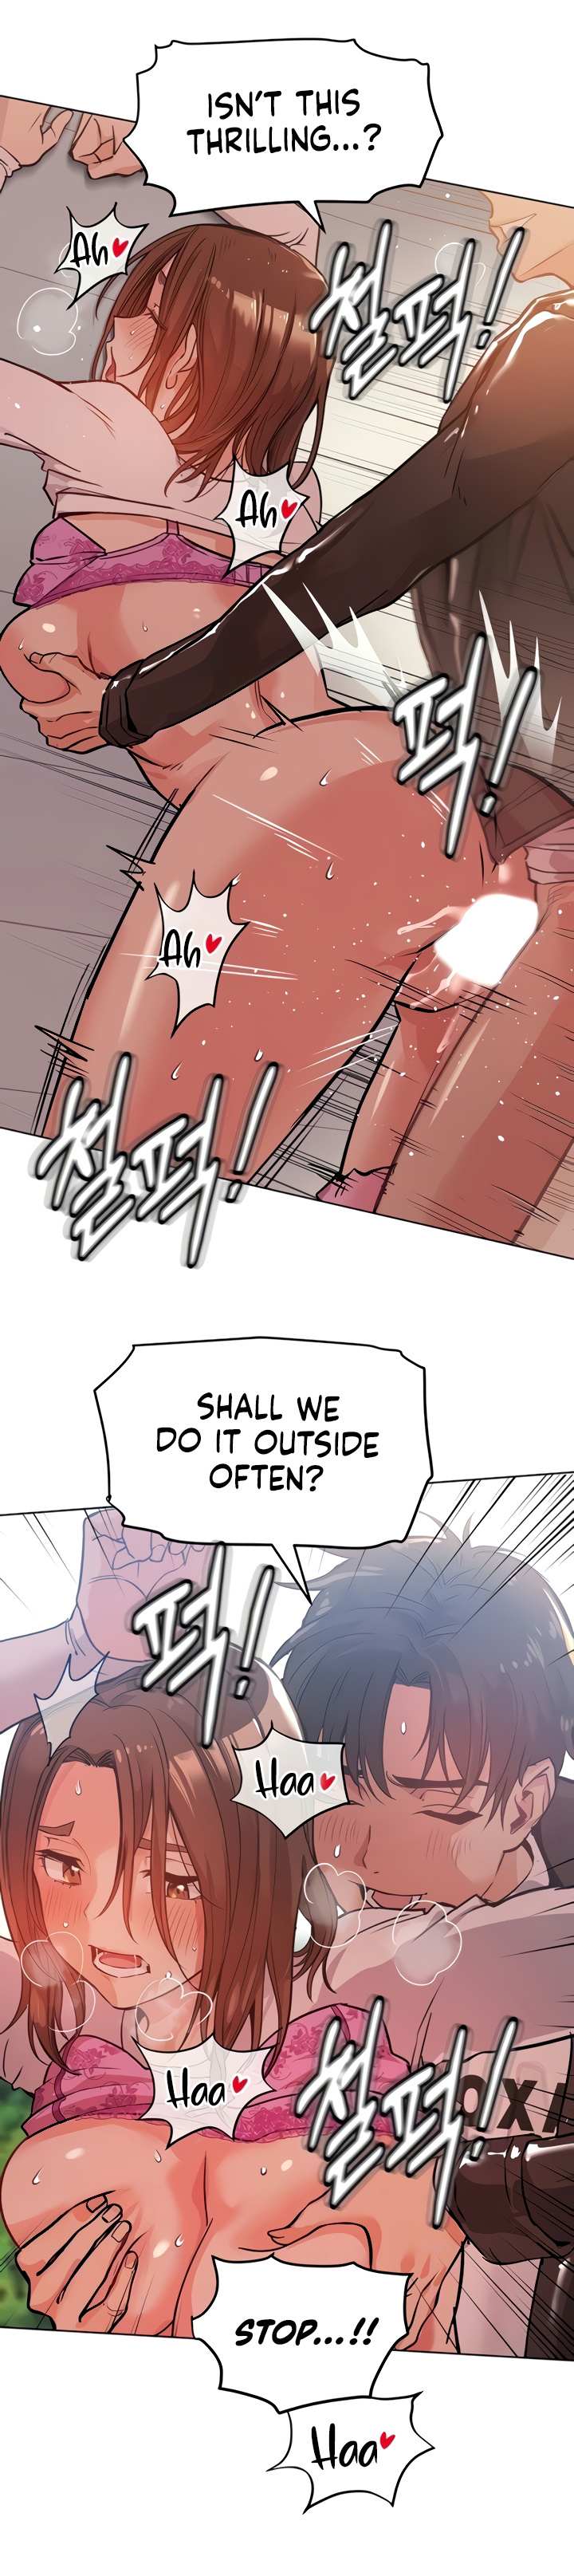 ISN'T THIS
THRILLING...?
Ah
철퍽!
Ah
퍽!
Ah
철퍽!
SHALL WE
DO IT OUTSIDE
OFTEN?
퍽!
Haa
Haa
철퍽!
OXA
STOP...!!
Haa